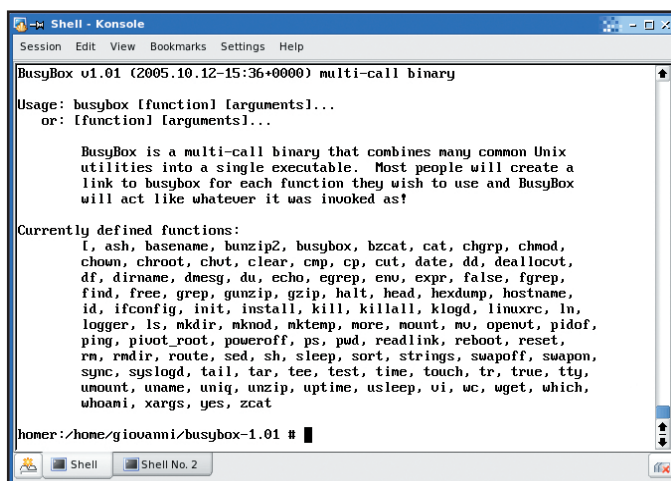 Shell - Konsole
Session Edit View Bookmarks Settings Help
BusyBox v1.01 (2005.10.12-15:36+0000) multi-call binary
Usage: busybox [function] [arguments]...
or: [function] [arguments]...
BusyBox is a multi-call binary that combines many common Unix
utilities into a single executable. Most people will create a
link to busybox for each function they wish to use and BusyBox
will act like whatever it was invoked as!
Currently defined functions:
[, ash, basename, bunzip2, busybox, bzcat, cat, chgrp, chmod,
chown, chroot, chvt, clear, cmp, cp, cut, date, dd, deallocvt,
df, dirname, dmesg, du, echo, egrep, env, expr, false, fgrep,
find, free, grep, gunzip, gzip, halt, head, hexdump, hostname,
id, ifconfig, init, install, kill, killall, klogd, linuxrc, ln,
logger, ls, mkdir, mknod, mktemp, more, mount, mv, openvt, pidof,
ping, pivot_root, poweroff, ps, pwd, readlink, reboot, reset,
rm, rmdir, route, sed, sh, sleep, sort, strings, swapoff, swapon,
sync, syslogd, tail, tar, tee, test, time, touch, tr, true, tty,
umount, uname, uniq, unzip, uptime, usleep, vi, wc, wget, which,
whoami, xargs, yes, zcat
homer:/home/giovanni/busybox-1.01 #
Shell Shell No. 2